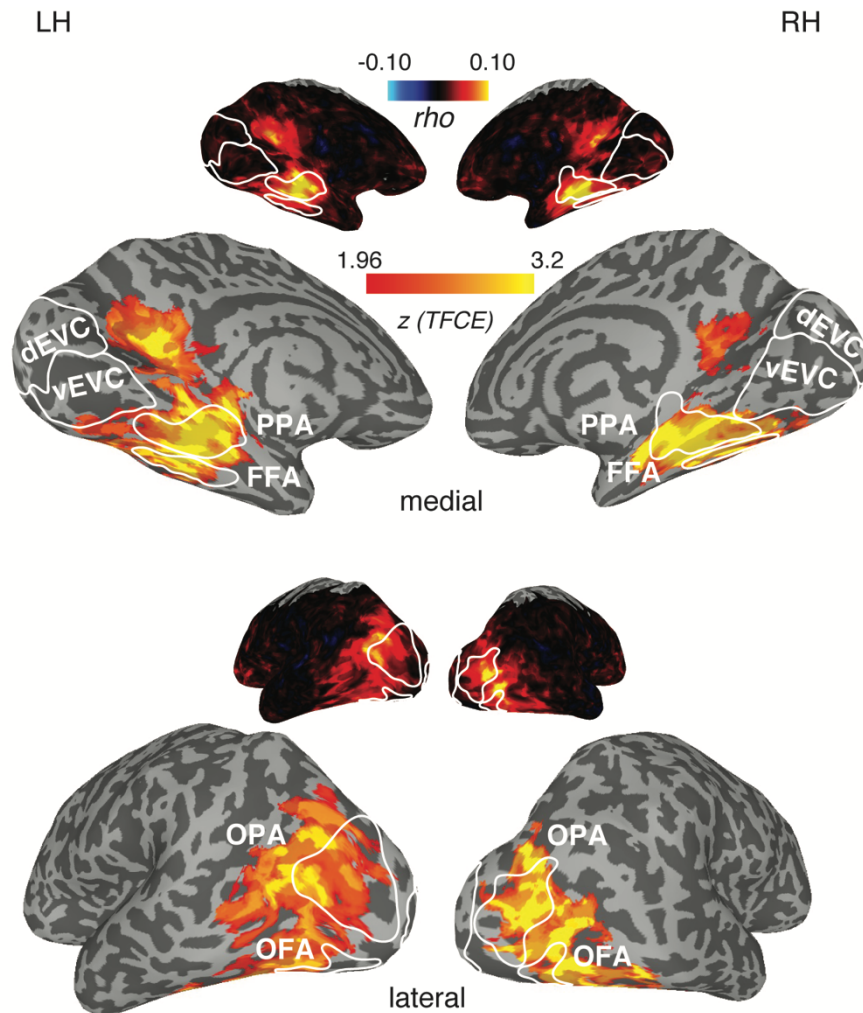 LH
RH
-0.10 0.10
rho
1.96 3.2
z (TFCE)
dEVC
vEVC
PPA
FFA
dEVC
vEVC
PPA
FFA
medial
OPA
OFA
OPA
OFA
lateral